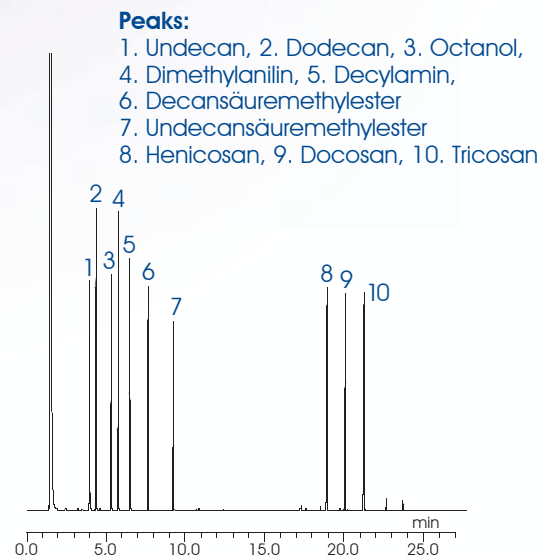 Peaks:
1. Undecan, 2. Dodecan, 3. Octanol,
4. Dimethylanilin, 5. Decylamin,
6. Decansäuremethylester
7. Undecansäuremethylester
8. Henicosan, 9. Docosan, 10. Tricosan
2 4
5
1 3
6
8 9
10
7
min
0.0 5.0 10.0 15.0 20.0 25.0